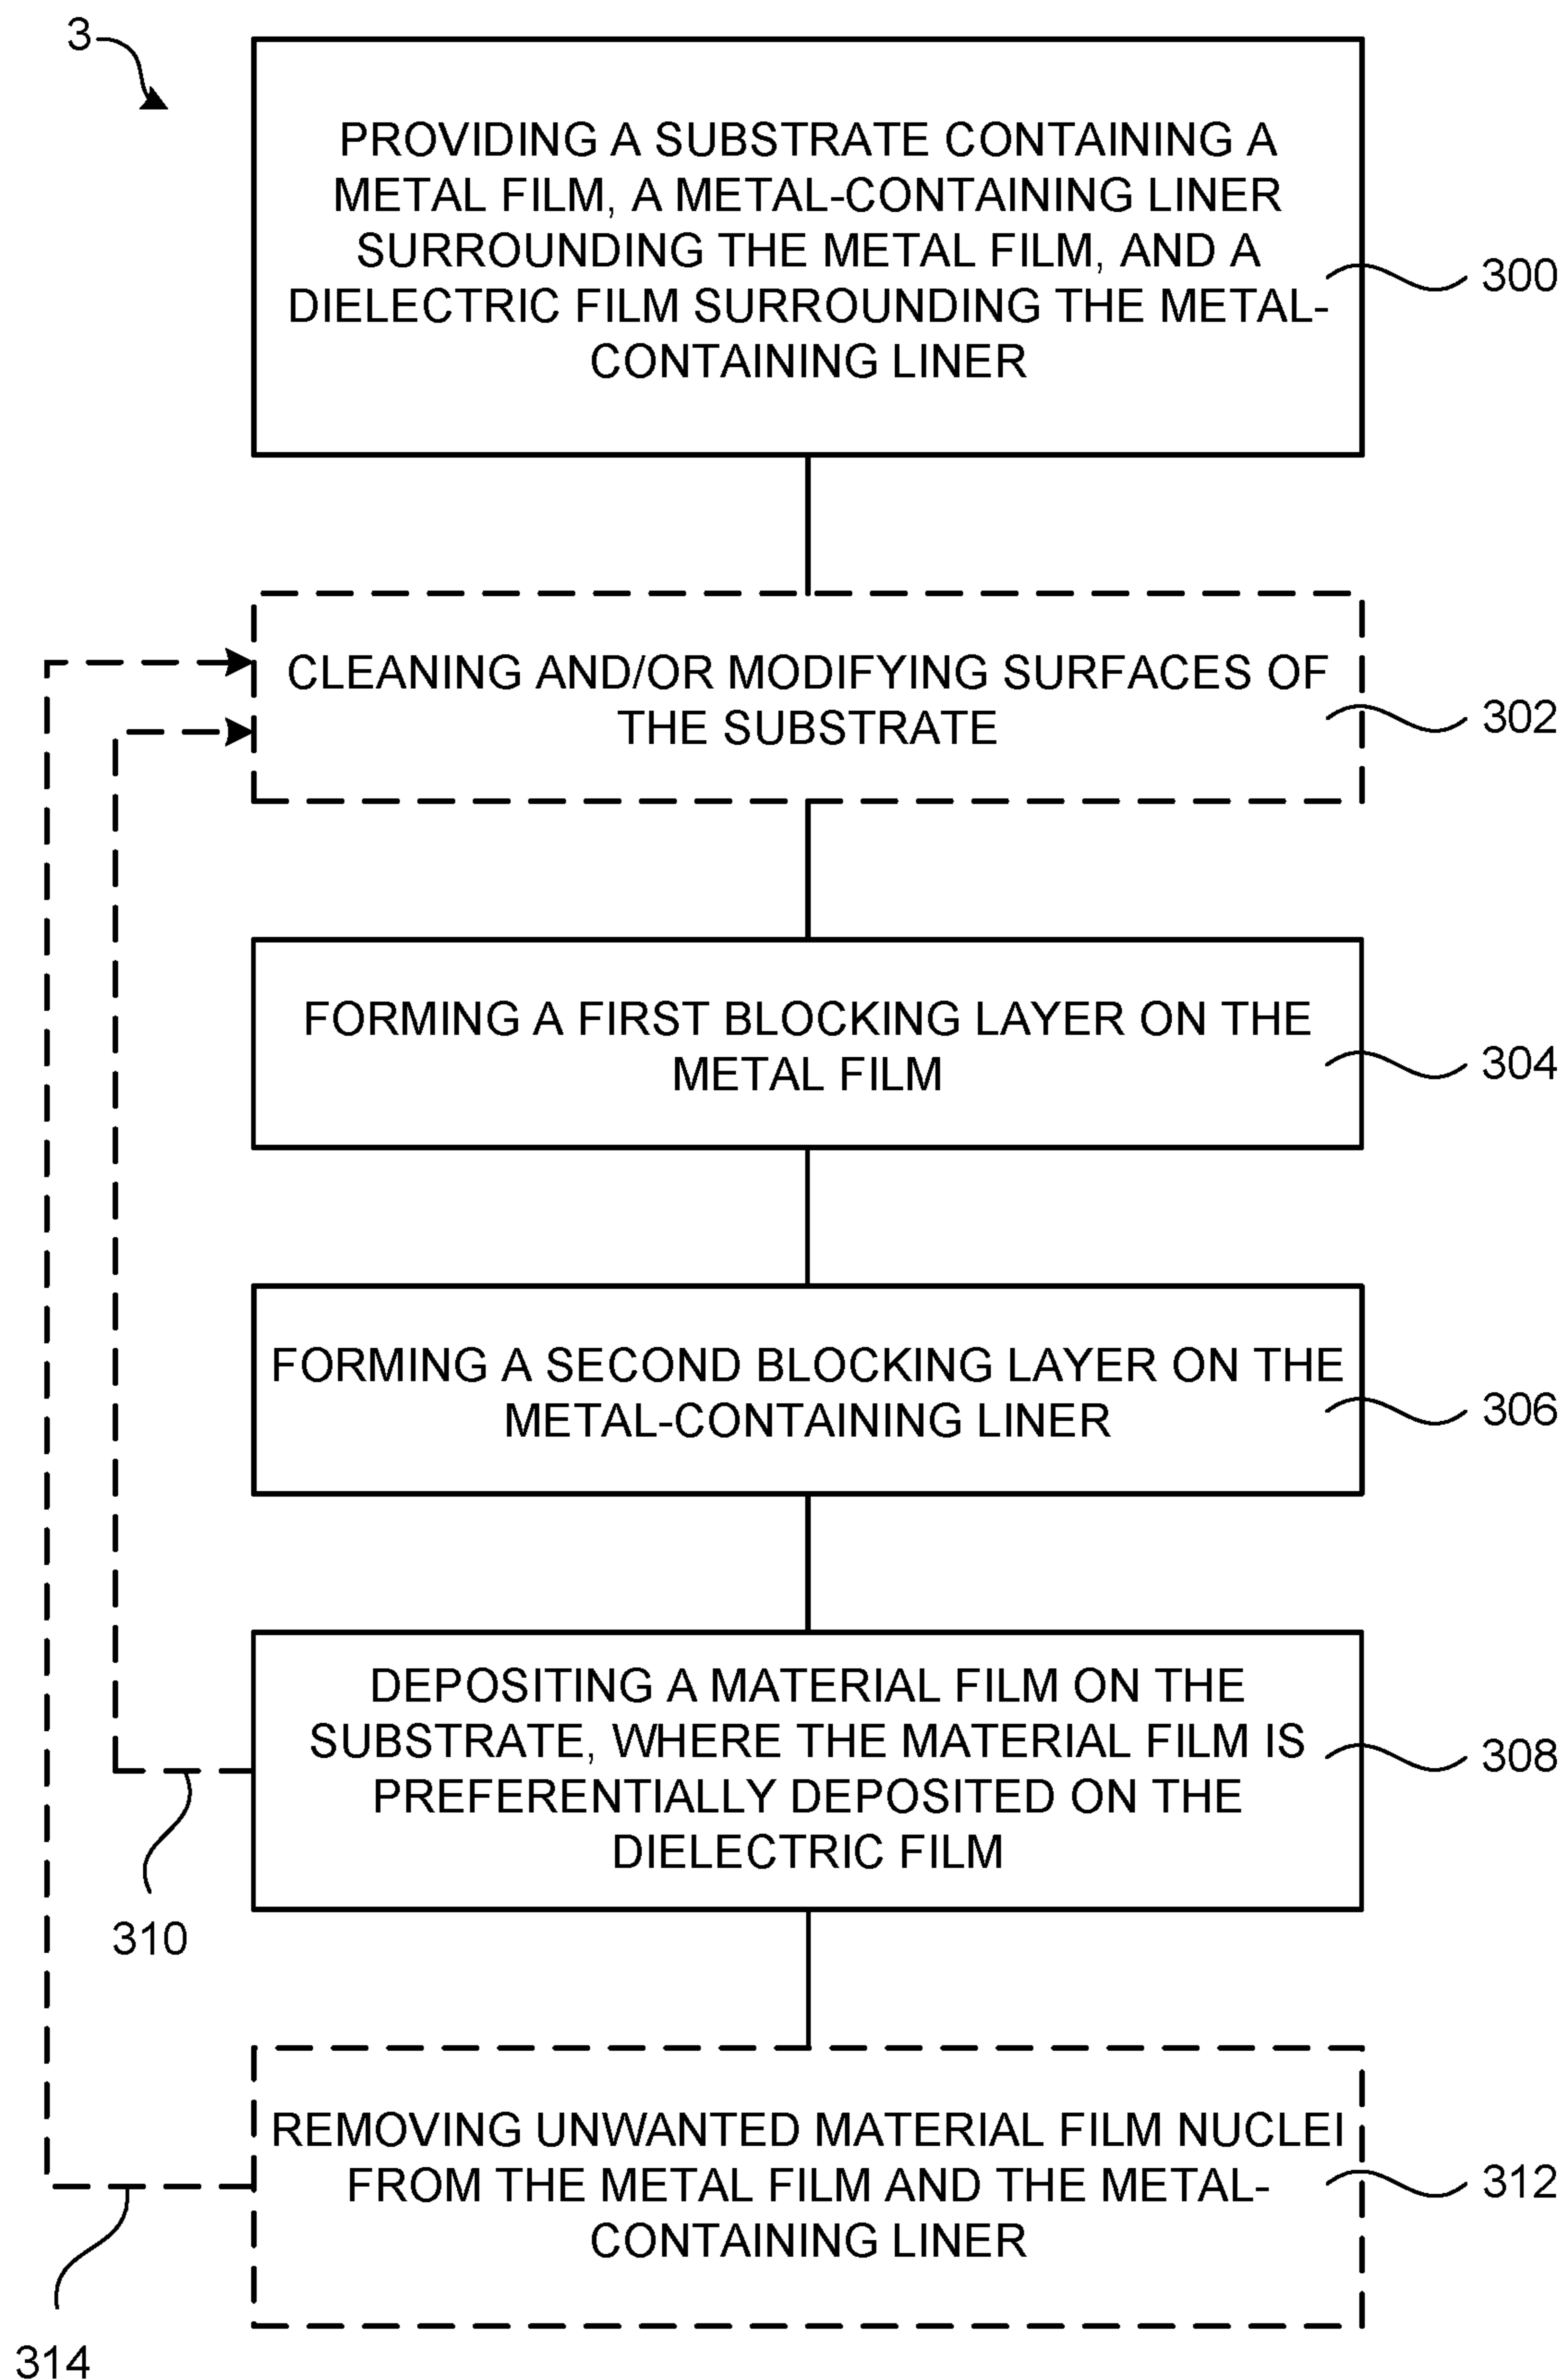 3
PROVIDING A SUBSTRATE CONTAINING A
METAL FILM, A METAL-CONTAINING LINER
SURROUNDING THE METAL FILM, AND A
DIELECTRIC FILM SURROUNDING THE METAL-
CONTAINING LINER
300
CLEANING AND/OR MODIFYING SURFACES OF
THE SUBSTRATE
302
FORMING A FIRST BLOCKING LAYER ON THE
METAL FILM
304
FORMING A SECOND BLOCKING LAYER ON THE
METAL-CONTAINING LINER
306
DEPOSITING A MATERIAL FILM ON THE
SUBSTRATE, WHERE THE MATERIAL FILM IS
PREFERENTIALLY DEPOSITED ON THE
DIELECTRIC FILM
308
310
REMOVING UNWANTED MATERIAL FILM NUCLEI
FROM THE METAL FILM AND THE METAL-
CONTAINING LINER
312
314